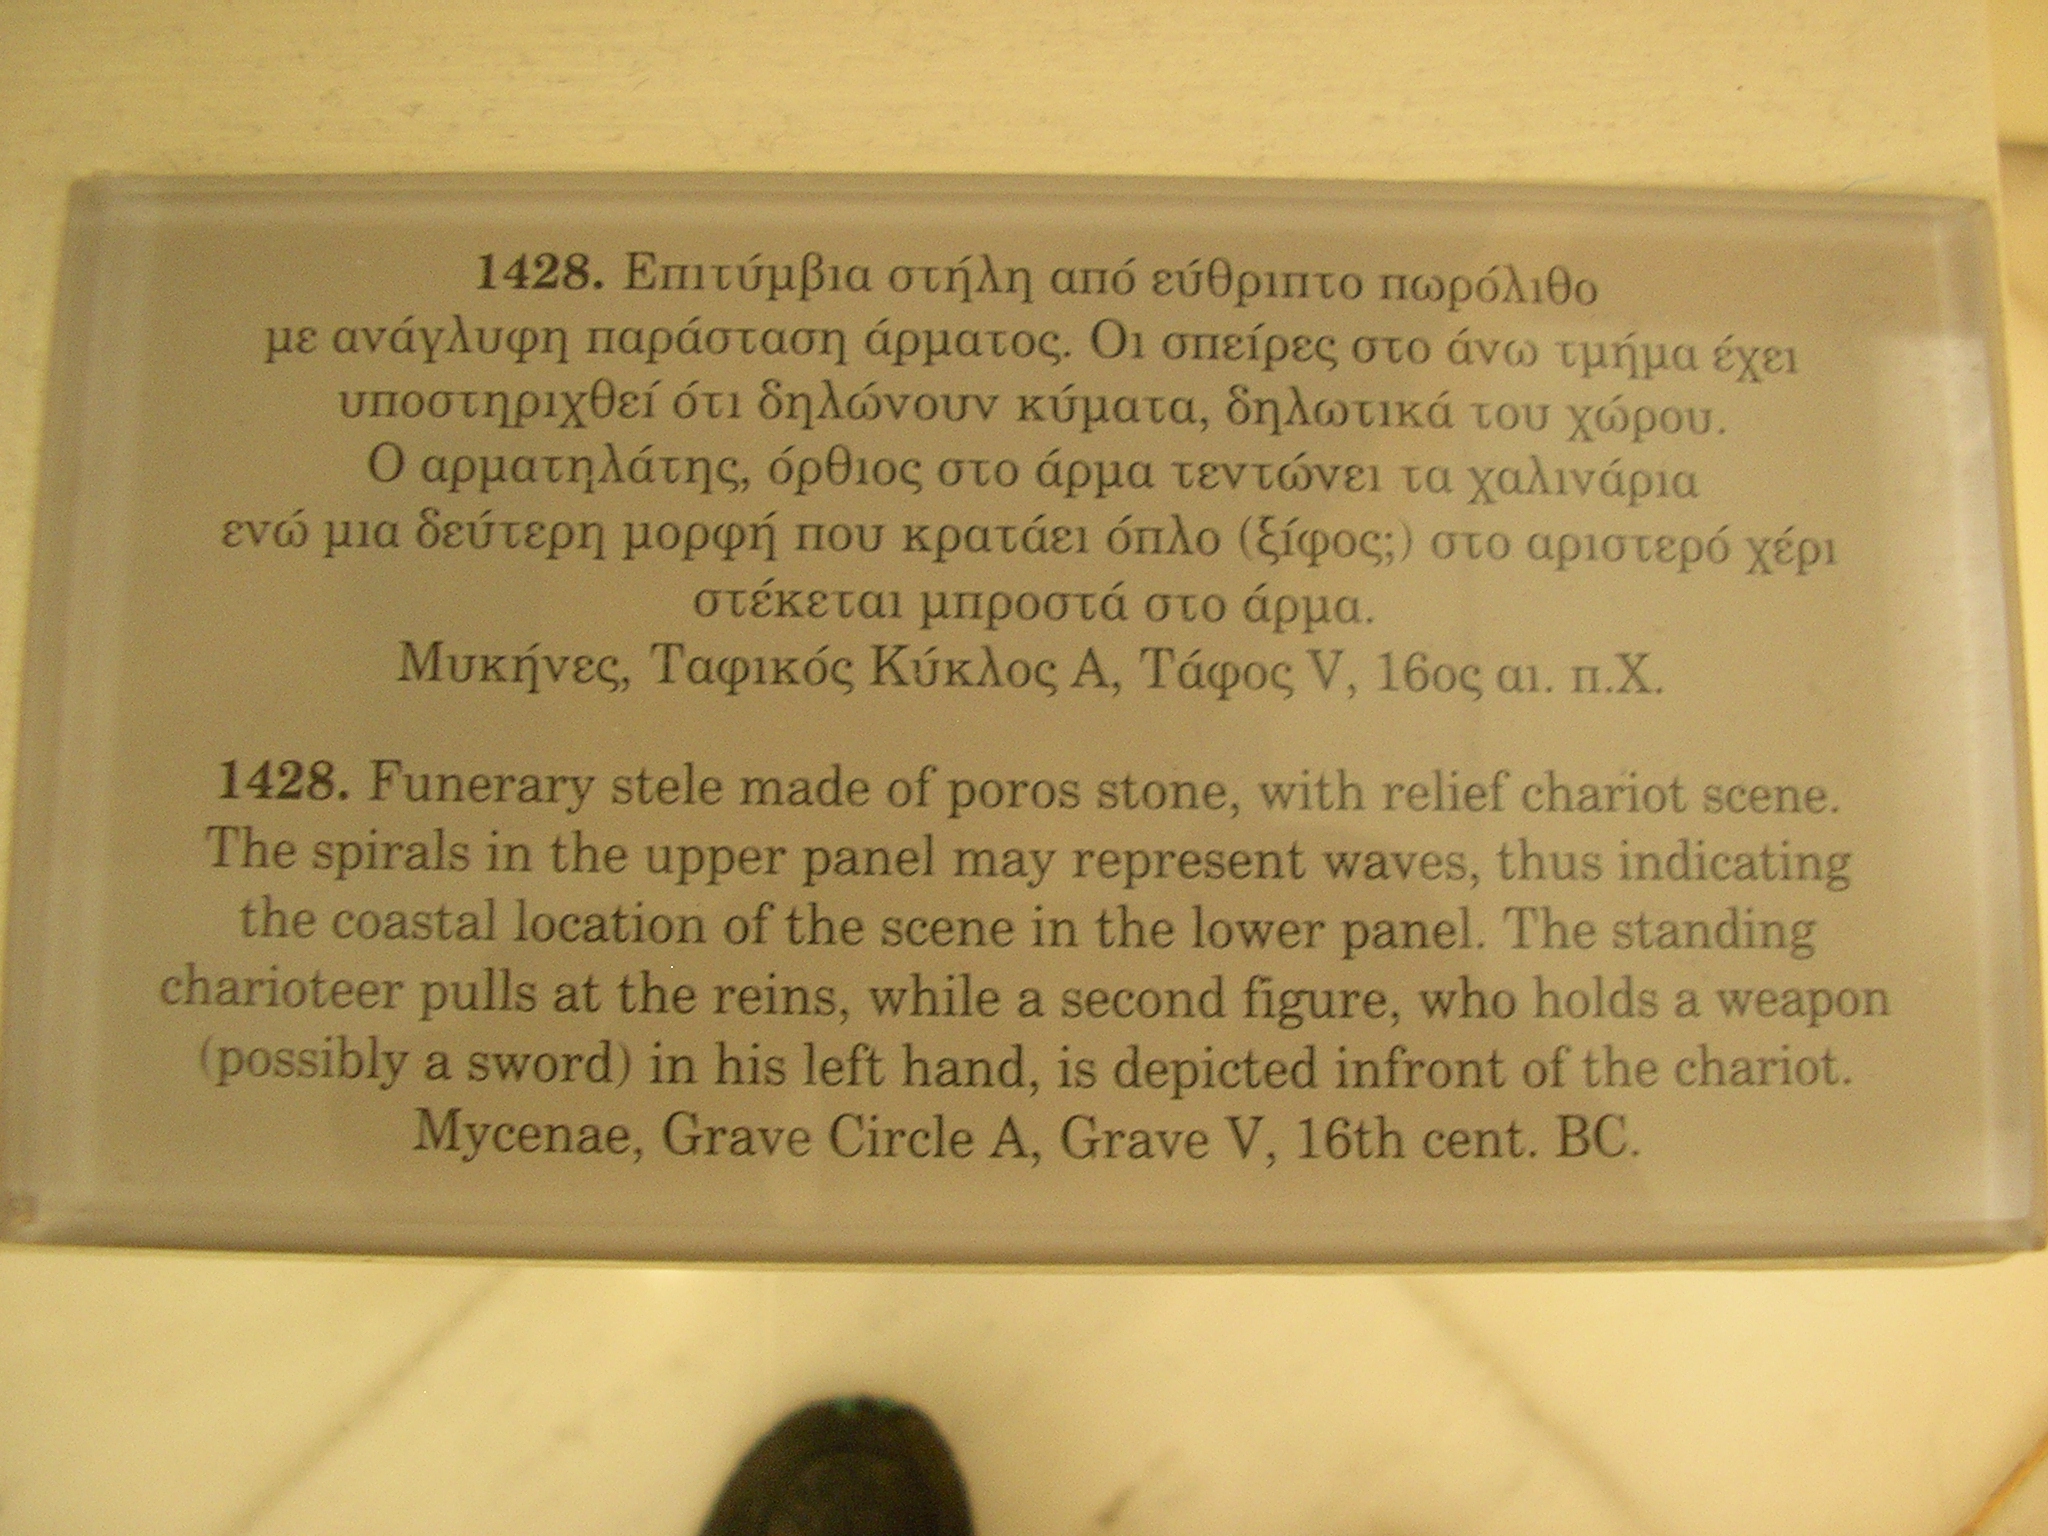 1428. Επιτύμβια στήλη από εύθριπτο πωρόλιθο
με ανάγλυφη παράσταση άρματος. Οι σπείρες στο άνω τμήμα έχει
υποστηριχθεί ότι δηλώνουν κύματα, δηλωτικά του χώρου.
Ο αρματηλάτης, όρθιος στο άρμα τεντώνει τα χαλινάρια
ενώ μια δεύτερη μορφή που κρατάει όπλο (ξίφος;) στο αριστερό χέρι
στέκεται μπροστά στο άρμα.
Μυκήνες, Ταφικός Κύκλος Α, Τάφος V, 16ος αι. π.Χ.
1428. Funerary stele made of poros stone, with relief chariot scene.
The spirals in the upper panel may represent waves, thus indicating
the coastal location of the scene in the lower panel. The standing
charioteer pulls at the reins, while a second figure, who holds a weapon
(possibly a sword) in his left hand, is depicted infront of the chariot.
Mycenae, Grave Circle A, Grave V, 16th cent. BC.